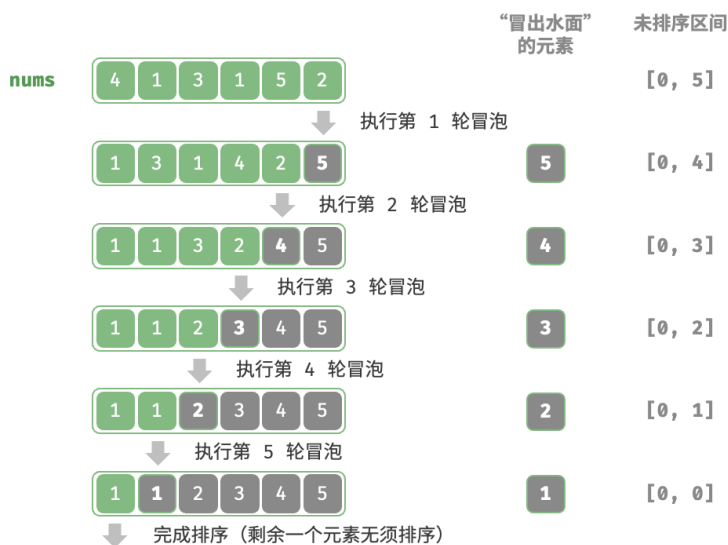 “冒出水面” 未排序区间
的元素
nums 4 1 3 1 5 2 [0, 5]
执行第 1 轮冒泡
1 3 1 4 2 5 5 [0, 4]
执行第 2 轮冒泡
1 1 3 2 4 5 4 [0, 3]
执行第 3 轮冒泡
1 1 2 3 4 5 3 [0, 2]
执行第 4 轮冒泡
1 1 2 3 4 5 2 [0, 1]
执行第 5 轮冒泡
1 1 2 3 4 5 1 [0, 0]
完成排序（剩余一个元素无须排序）